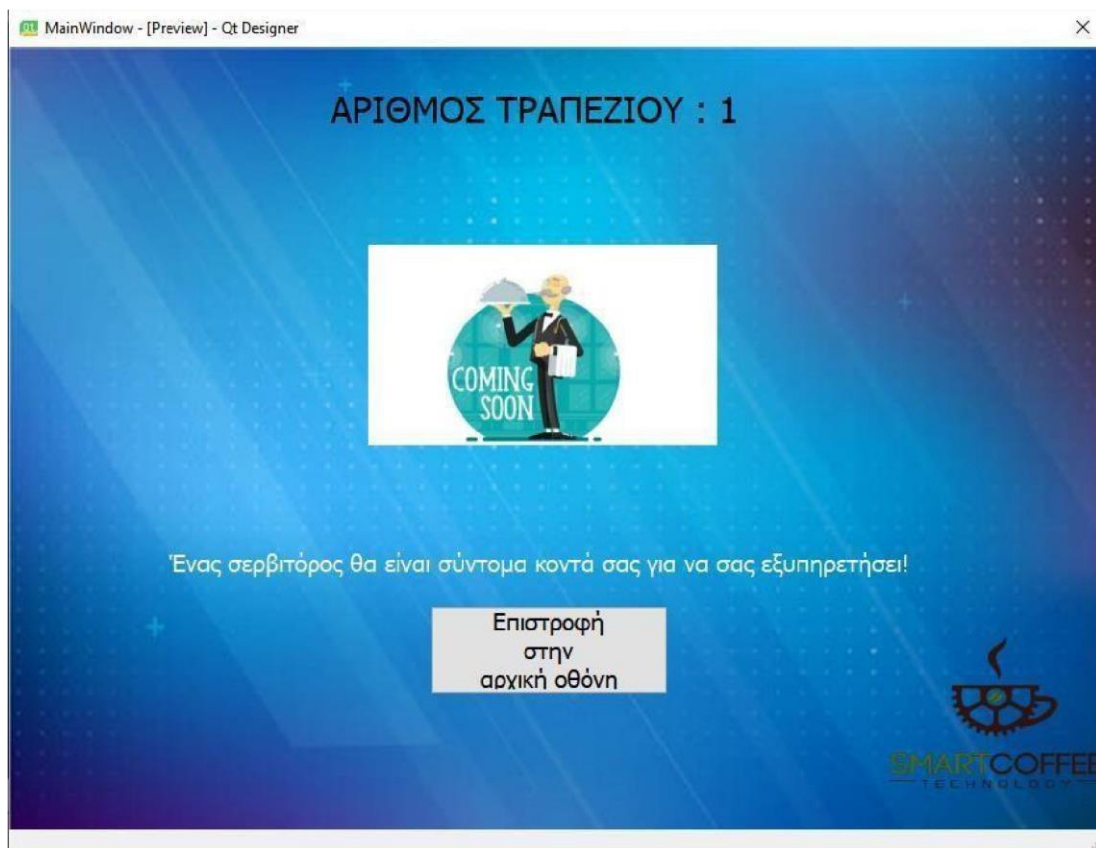 MainWindow - [Preview] - Qt Designer
ΑΡΙΘΜΟΣ ΤΡΑΠΕΖΙΟΥ : 1
COMING
SOON
Ένας σερβιτόρος θα είναι σύντομα κοντά σας για να σας εξυπηρετήσει!
Επιστροφή
στην
αρχική οθόνη
SMARTCOFFEE
TECHNOLOGY